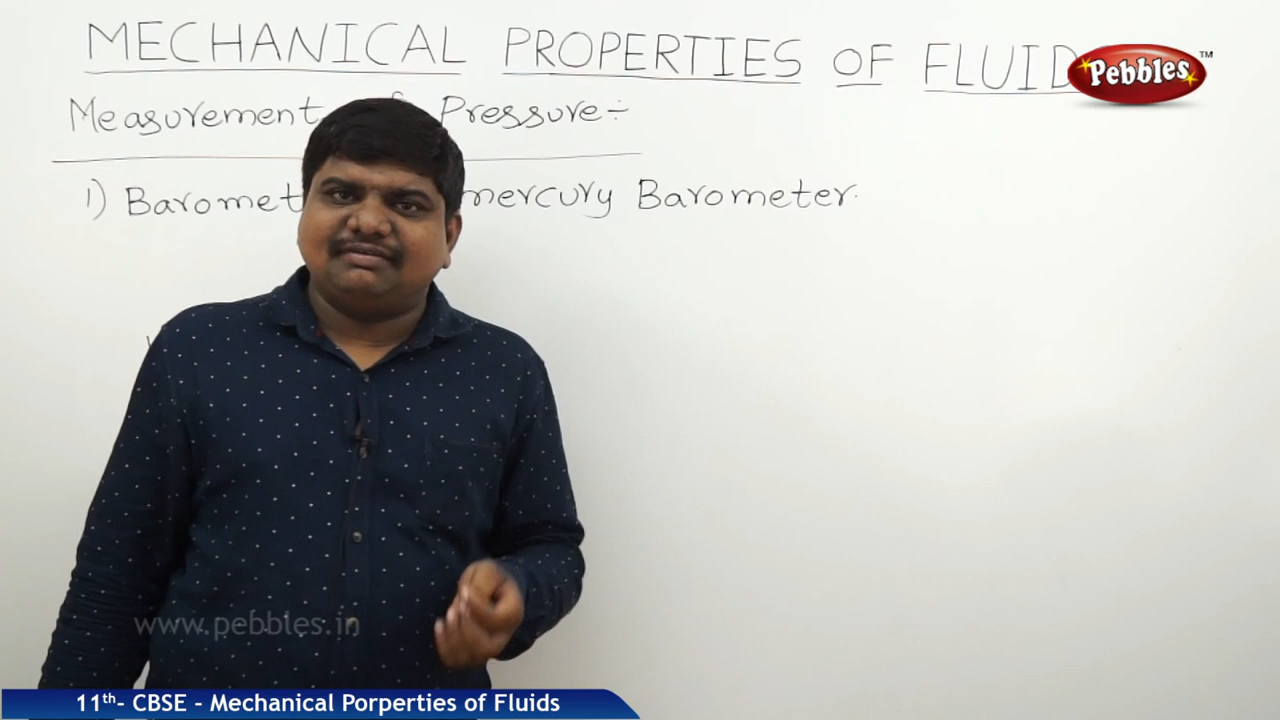 MECHANICAL PROPERTIES OF FLUID
Pebbles™
Measurement Pressure:-
1) Baromet mercury Barometer.
www.pebbles.in
11th- CBSE - Mechanical Porperties of Fluids